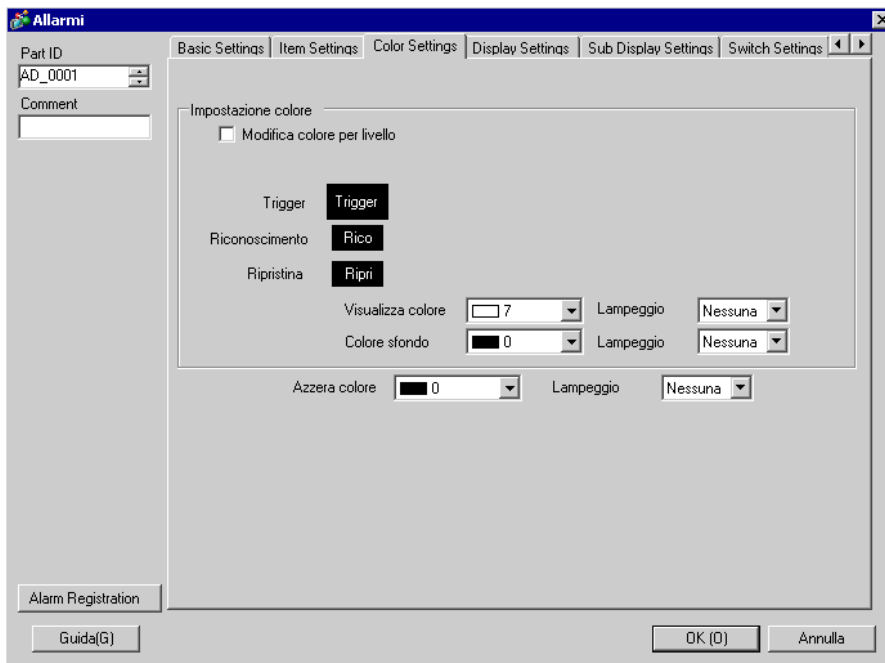 Allarmi
Part ID
AD_0001
Comment
Alarm Registration
Guida(G)
Basic Settings Item Settings Color Settings Display Settings Sub Display Settings Switch Settings
Impostazione colore
Modifica colore per livello
Trigger Trigger
Riconoscimento Rico
Ripristina Ripri
Visualizza colore 7 Lampeggio Nessuna
Colore sfondo 0 Lampeggio Nessuna
Azzera colore 0 Lampeggio Nessuna
OK (O) Annulla